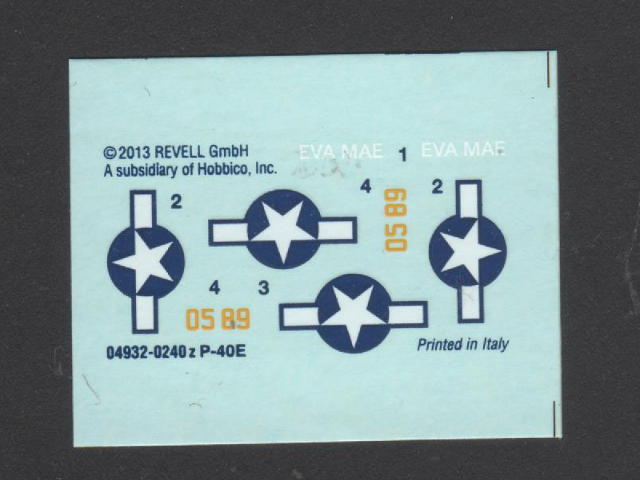 ©2013 REVELL GmbH
A subsidiary of Hobbico, Inc.
EVA MAE 1 EVA MAE
2
4
05 89
2
4
3
05 89
04932-0240 z P-40E
Printed in Italy